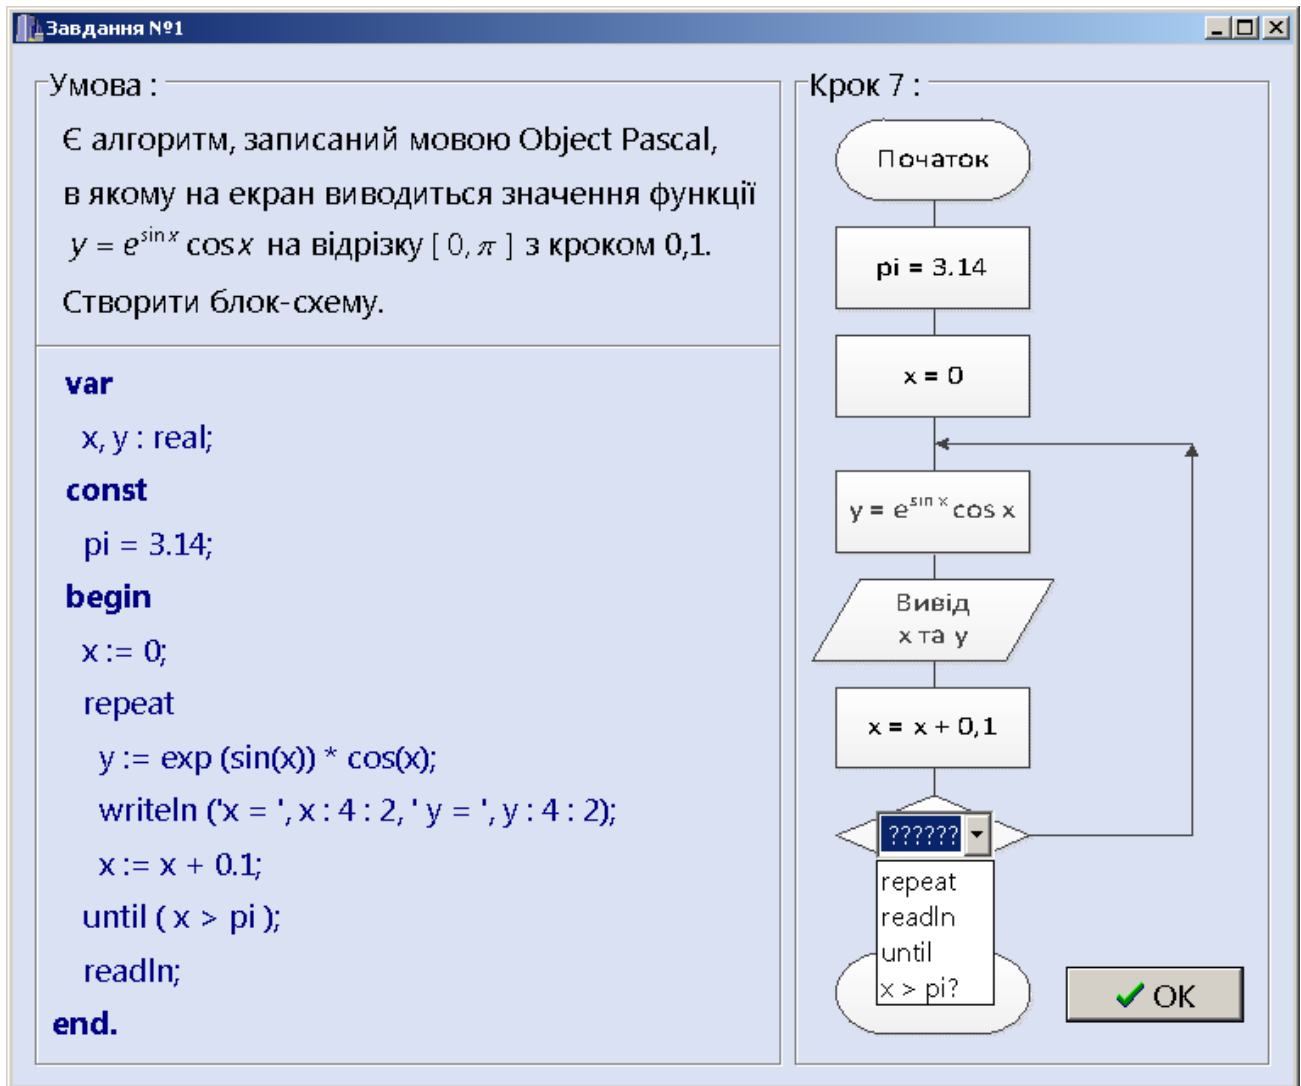 Завдання №1
Умова :
Є алгоритм, записаний мовою Object Pascal,
в якому на екран виводиться значення функції
y = e^sin x cos x на відрізку [ 0, π ] з кроком 0,1.
Створити блок-схему.
var
x, y : real;
const
pi = 3.14;
begin
x := 0;
repeat
y := exp (sin(x)) * cos(x);
writeln ('x = ', x : 4 : 2, ' y = ', y : 4 : 2);
x := x + 0.1;
until ( x > pi );
readln;
end.
Крок 7 :
Початок
pi = 3.14
x = 0
y = e^sin x cos x
Вивід
x та y
x = x + 0,1
??????
repeat
readln
until
x > pi?
OK